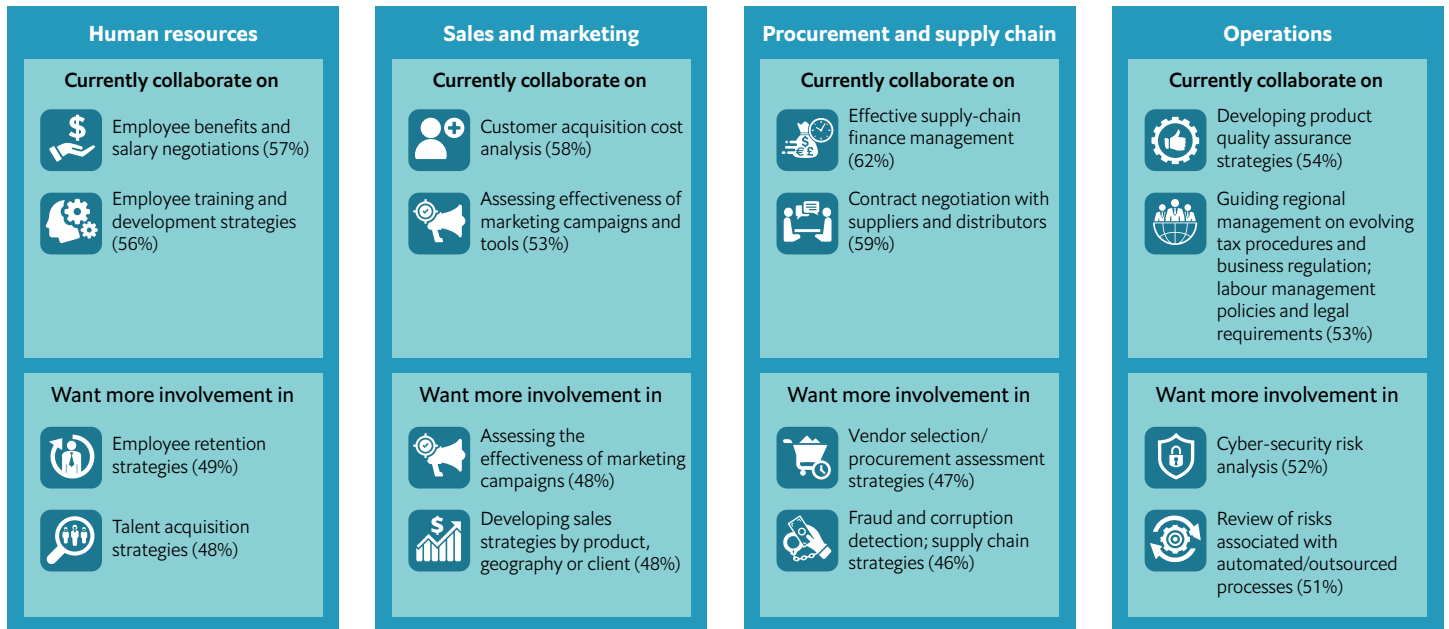 Human resources
Currently collaborate on
Employee benefits and
salary negotiations (57%)
Employee training and
development strategies
(56%)
Want more involvement in
Employee retention
strategies (49%)
Talent acquisition
strategies (48%)
Sales and marketing
Currently collaborate on
Customer acquisition cost
analysis (58%)
Assessing effectiveness of
marketing campaigns and
tools (53%)
Want more involvement in
Assessing the
effectiveness of marketing
campaigns (48%)
$
Developing sales
strategies by product,
geography or client (48%)
Procurement and supply chain
Currently collaborate on
Effective supply-chain
finance management
(62%)
Contract negotiation with
suppliers and distributors
(59%)
Want more involvement in
Vendor selection/
procurement assessment
strategies (47%)
Fraud and corruption
detection; supply chain
strategies (46%)
Operations
Currently collaborate on
Developing product
quality assurance
strategies (54%)
Guiding regional
management on evolving
tax procedures and
business regulation;
labour management
policies and legal
requirements (53%)
Want more involvement in
Cyber-security risk
analysis (52%)
Review of risks
associated with
automated/outsourced
processes (51%)